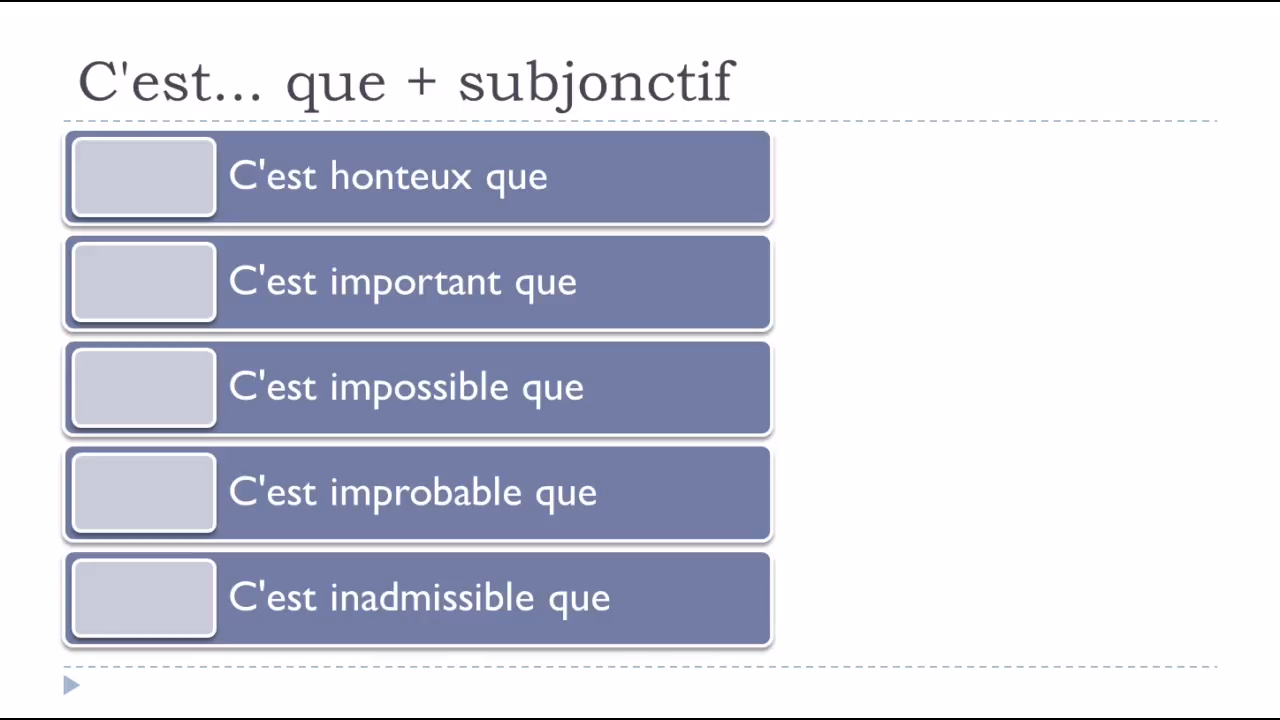 C'est... que + subjonctif
C'est honteux que
C'est important que
C'est impossible que
C'est improbable que
C'est inadmissible que